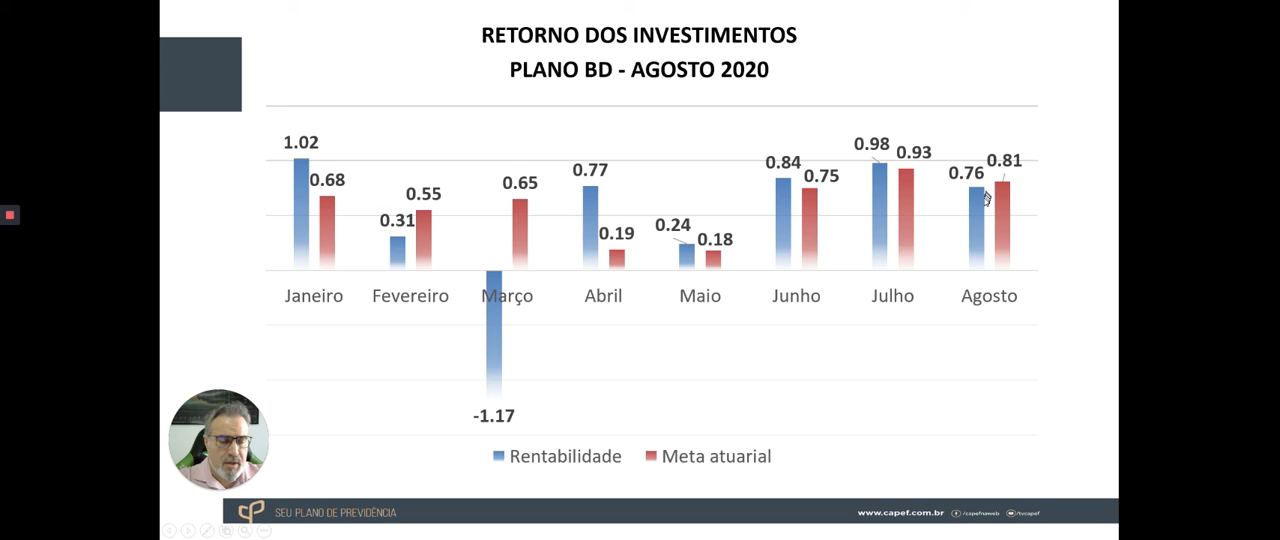 RETORNO DOS INVESTIMENTOS
PLANO BD - AGOSTO 2020
1.02
0.68
0.31
0.55
-1.17
0.65
0.77
0.19
0.24
0.18
0.84
0.75
0.98
0.93
0.76
0.81
Janeiro Fevereiro Março Abril Maio Junho Julho Agosto
Rentabilidade Meta atuarial
SEU PLANO DE PREVIDÊNCIA
www.capef.com.br /capefnaweb /tvcapef